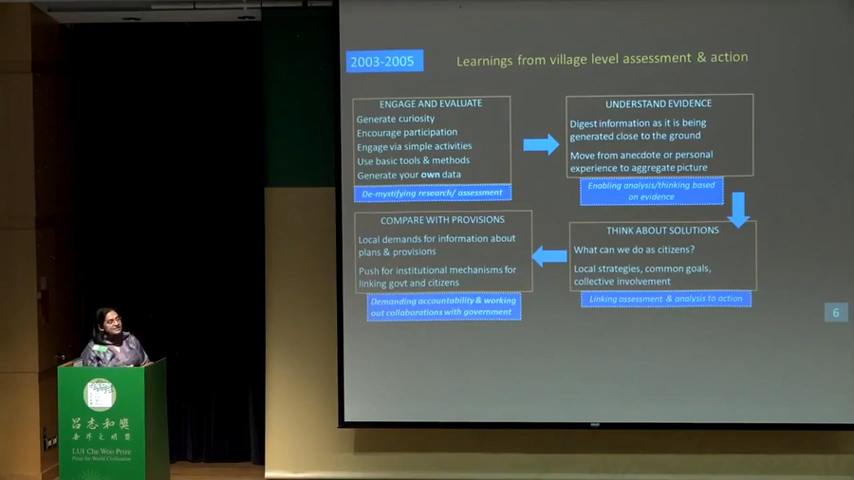 2003-2005
Learnings from village level assessment & action
ENGAGE AND EVALUATE
Generate curiosity
Encourage participation
Engage via simple activities
Use basic tools & methods
Generate your own data
De-mystifying research/ assessment
UNDERSTAND EVIDENCE
Digest information as it is being
generated close to the ground
Move from anecdote or personal
experience to aggregate picture
Enabling analysis/thinking based
on evidence
THINK ABOUT SOLUTIONS
What can we do as citizens?
Local strategies, common goals,
collective involvement
Linking assessment & analysis to action
COMPARE WITH PROVISIONS
Local demands for information about
plans & provisions
Push for institutional mechanisms for
linking govt and citizens
Demanding accountability & working
out collaborations with government
6
呂志和獎
LUI Che Woo Prize
Prize for World Civilisation